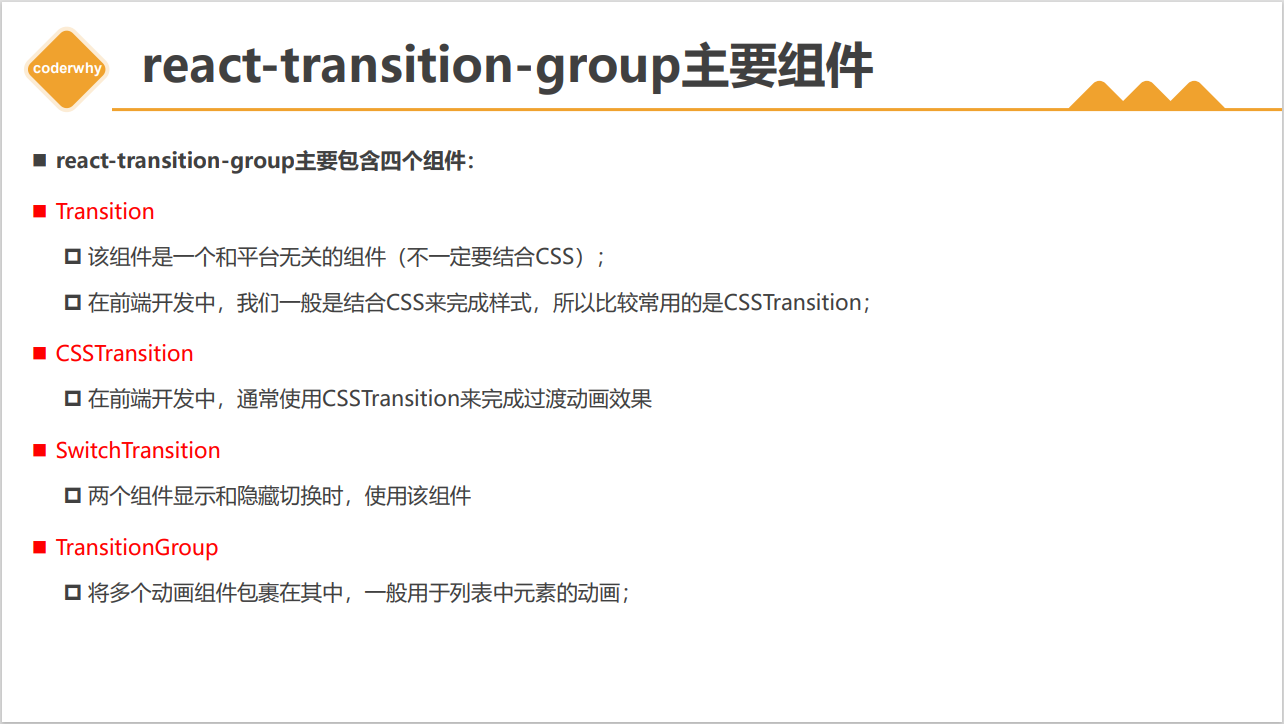 coderwhy
react-transition-group主要组件
react-transition-group主要包含四个组件：
Transition
该组件是一个和平台无关的组件（不一定要结合CSS）；
在前端开发中，我们一般是结合CSS来完成样式，所以比较常用的是CSSTransition；
CSSTransition
在前端开发中，通常使用CSSTransition来完成过渡动画效果
SwitchTransition
两个组件显示和隐藏切换时，使用该组件
TransitionGroup
将多个动画组件包裹在其中，一般用于列表中元素的动画；